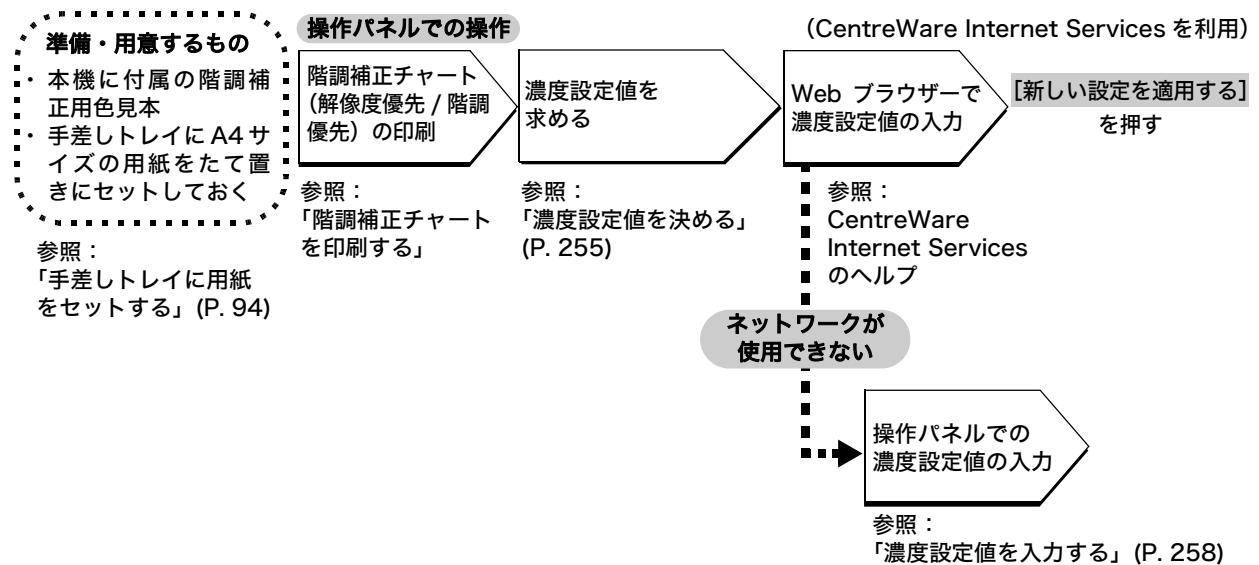 準備・用意するもの
・ 本機に付属の階調補
正用色見本
・ 手差しトレイに A4 サ
イズの用紙をたて置
きにセットしておく
参照：
「手差しトレイに用紙
をセットする」(P. 94)
操作パネルでの操作
階調補正チャート
（解像度優先 / 階調
優先）の印刷
参照：
「階調補正チャート
を印刷する」
濃度設定値を
求める
参照：
「濃度設定値を決める」
(P. 255)
（CentreWare Internet Services を利用）
Web ブラウザーで
濃度設定値の入力
参照：
CentreWare
Internet Services
のヘルプ
［新しい設定を適用する］
を押す
ネットワークが
使用できない
操作パネルでの
濃度設定値の入力
参照：
「濃度設定値を入力する」(P. 258)